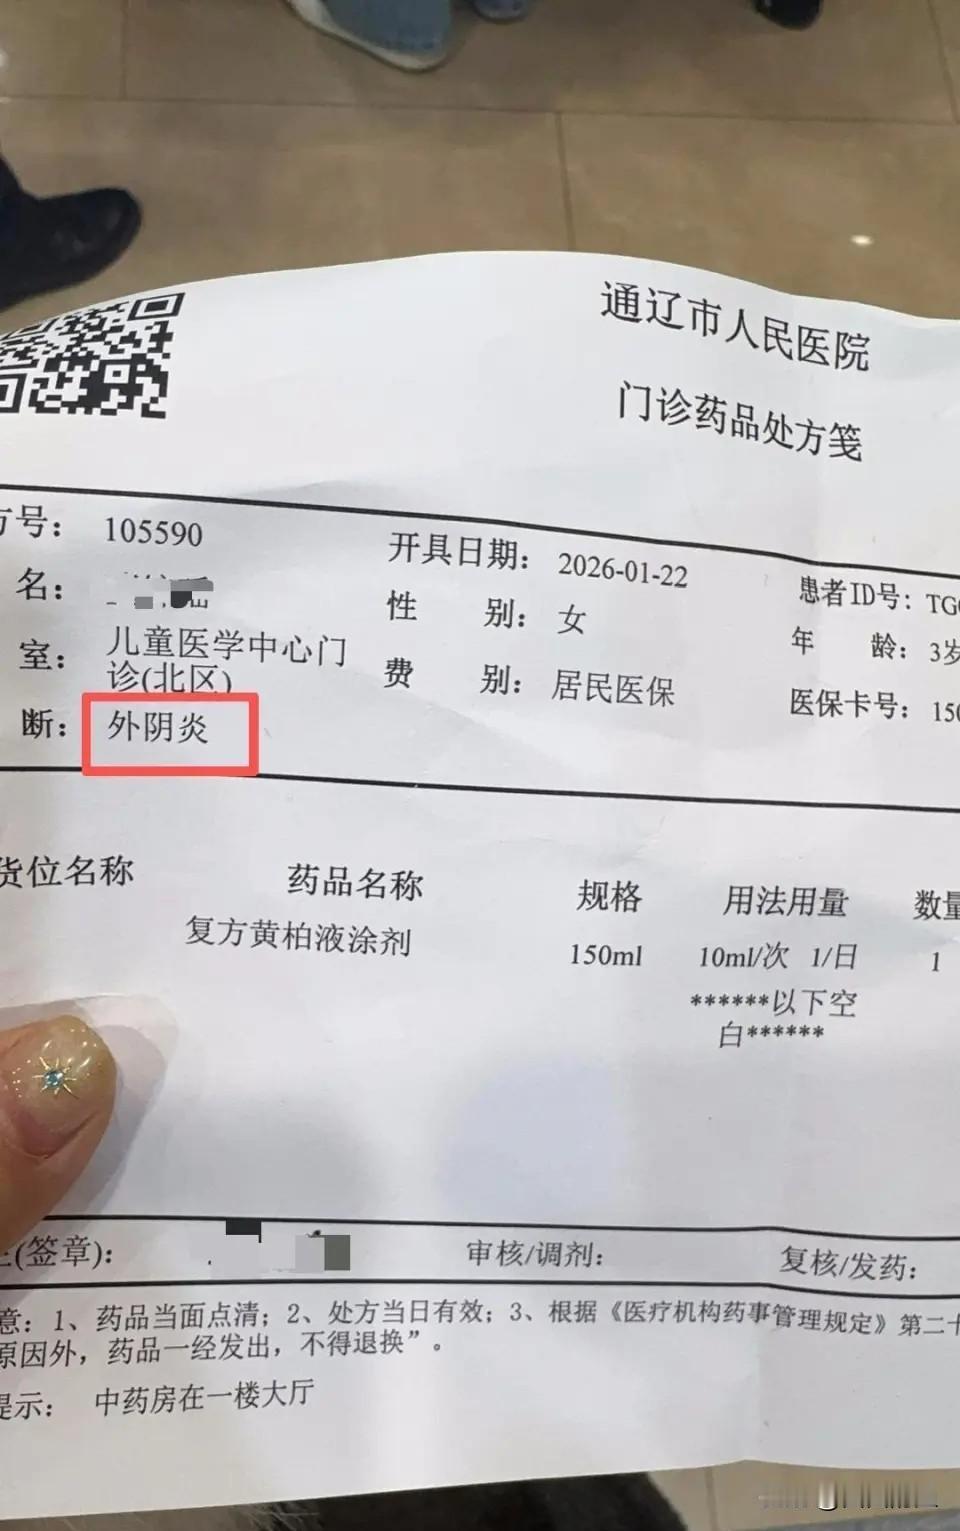 通辽市人民医院
门诊药品处方笺
方号： 105590 开具日期： 2026-01-22 患者ID号： TG
名： 性 别： 女 年 龄： 3岁
室： 儿童医学中心门诊(北区) 费 别： 居民医保 医保卡号： 150
断： 外阴炎
货位名称 药品名称 规格 用法用量 数量
复方黄柏液涂剂 150ml 10ml/次 1/日 1
******以下空
白******
(签章)： 审核/调剂： 复核/发药：
意：1、药品当面点清；2、处方当日有效；3、根据《医疗机构药事管理规定》第二十
原因外，药品一经发出，不得退换”。
提示： 中药房在一楼大厅